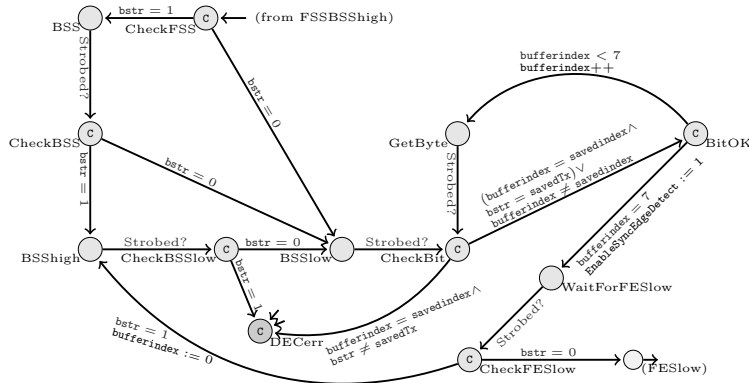 bstr = 1
C
(from FSSBSShigh)
BSS
CheckFSS
Strobed?
bstr = 0
bufferindex < 7
bufferindex++
C
CheckBSS
GetByte
C
BitOK
bstr = 1
bstr = 0
Strobed?
(bufferindex = savedindex∧
bstr = savedTx)∨
bufferindex ≠ savedindex
bufferindex = 7
EnableSyncEdgeDetect := 1
BSShigh
Strobed?
C
CheckBSSlow
bstr = 0
BSSlow
Strobed?
C
CheckBit
bstr = 1
WaitForFESlow
C
DECerr
bufferindex = savedindex∧
bstr ≠ savedTx
Strobed?
bstr = 1
bufferindex := 0
C
CheckFESlow
bstr = 0
(FESlow)